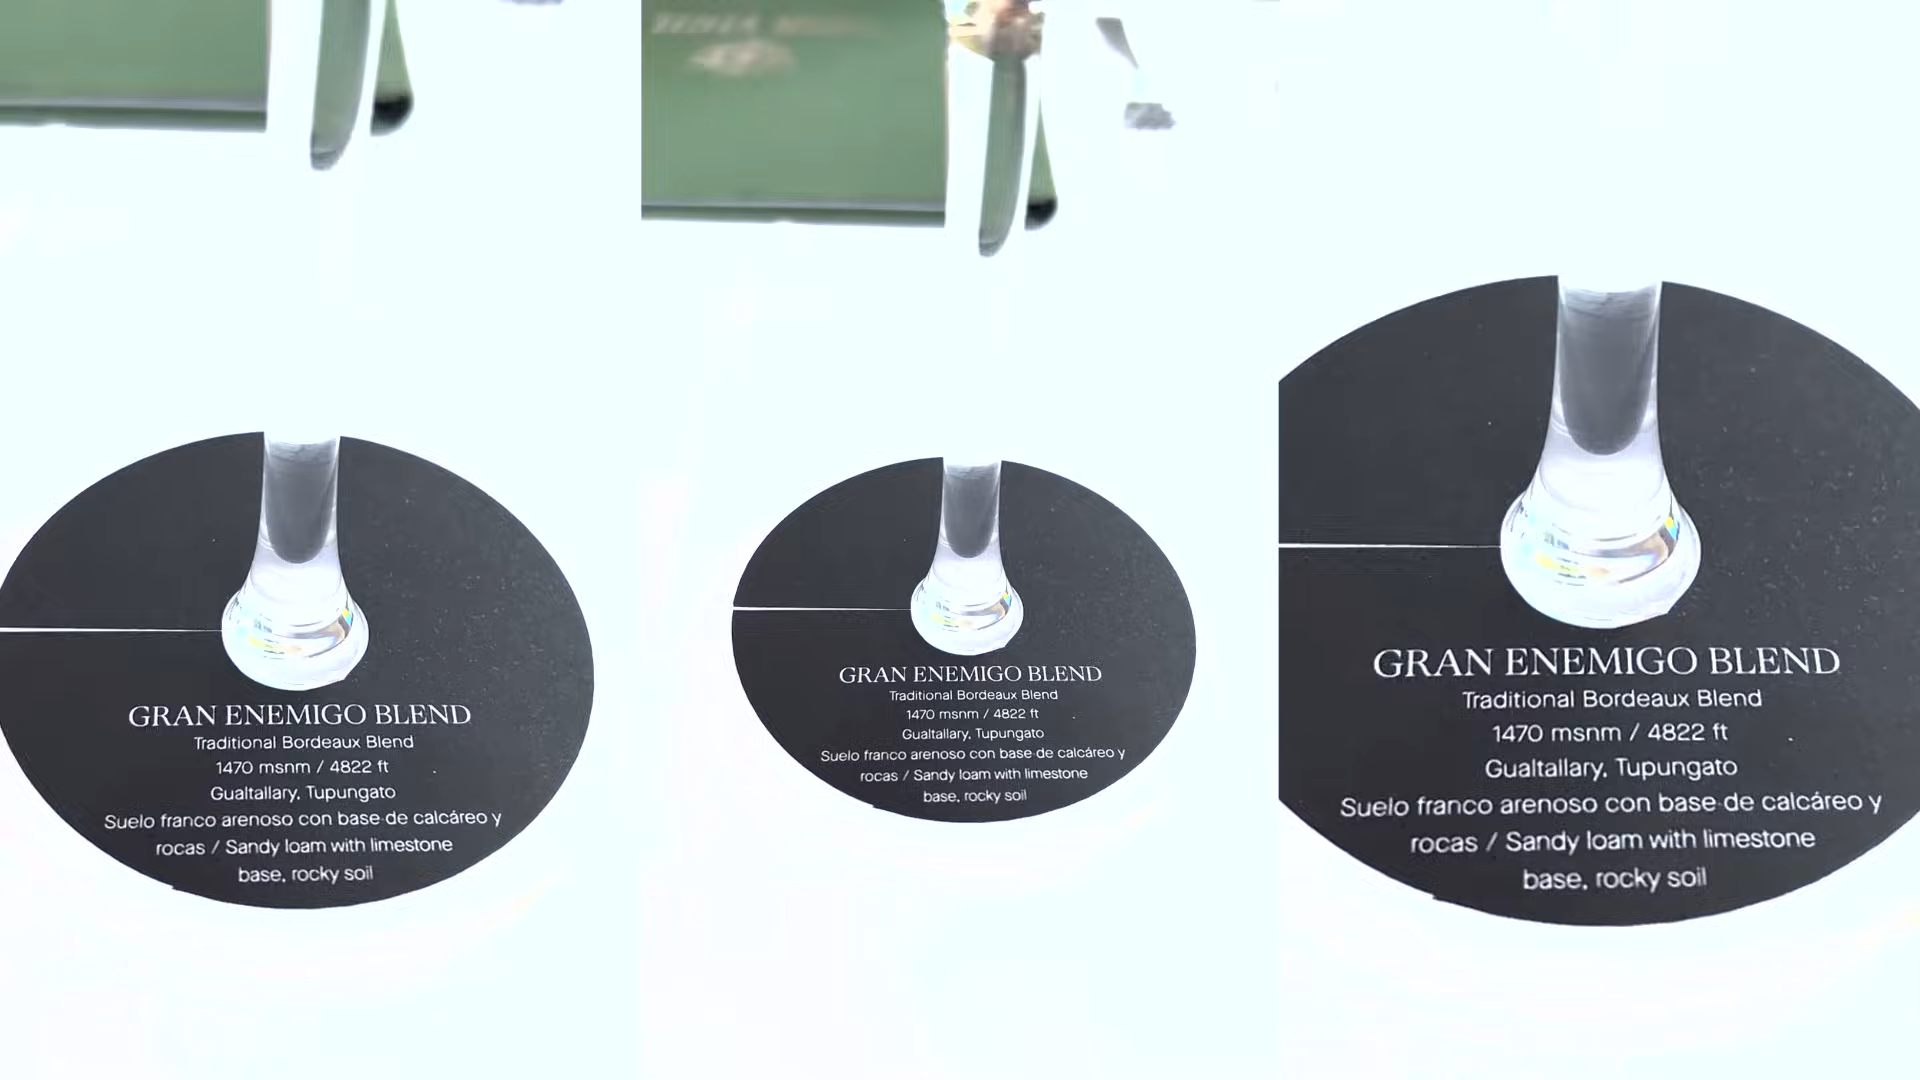 GRAN ENEMIGO BLEND
Traditional Bordeaux Blend
1470 msnm / 4822 ft
Gualtallary, Tupungato
Suelo franco arenoso con base de calcáreo y
rocas / Sandy loam with limestone
base, rocky soil
GRAN ENEMIGO BLEND
Traditional Bordeaux Blend
1470 msnm / 4822 ft
Gualtallary, Tupungato
Suelo franco arenoso con base de calcáreo y
rocas / Sandy loam with limestone
base, rocky soil
GRAN ENEMIGO BLEND
Traditional Bordeaux Blend
1470 msnm / 4822 ft
Gualtallary, Tupungato
Suelo franco arenoso con base de calcáreo y
rocas / Sandy loam with limestone
base, rocky soil